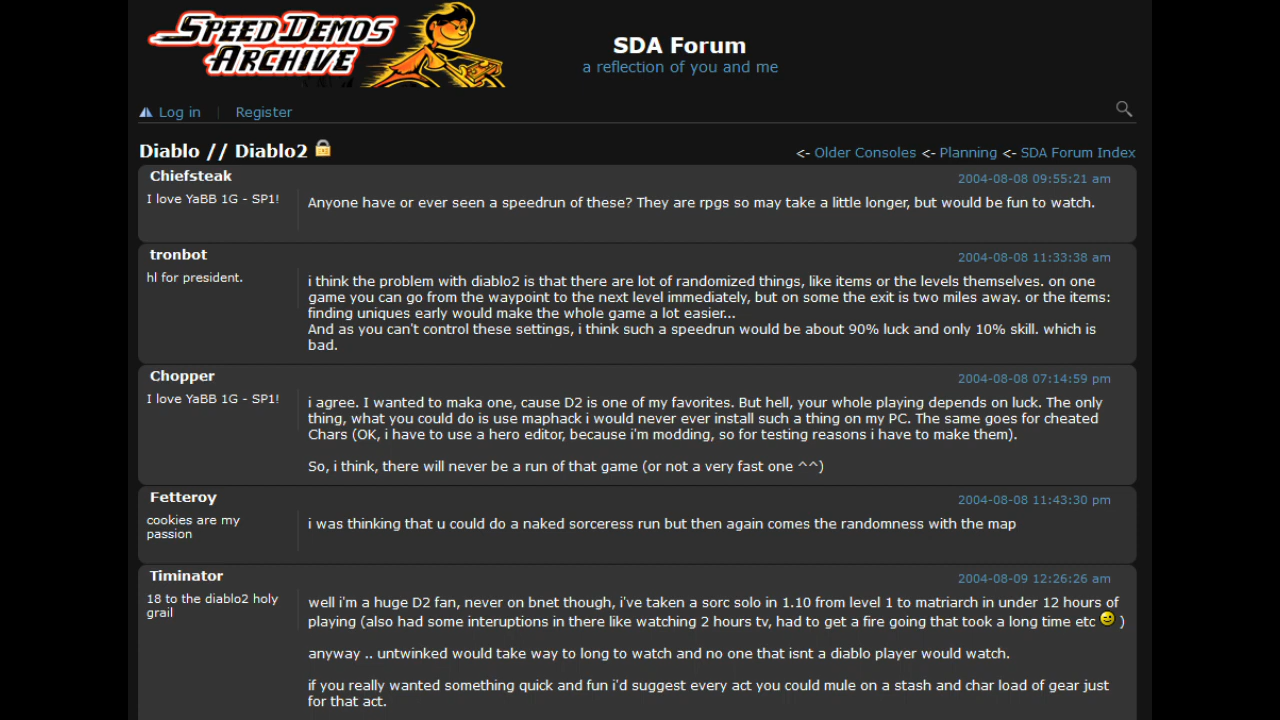 SPEED DEMOS
ARCHIVE
SDA Forum
a reflection of you and me
Log in | Register
Diablo // Diablo2
<- Older Consoles <- Planning <- SDA Forum Index
Chiefsteak
2004-08-08 09:55:21 am
I love YaBB 1G - SP1!
Anyone have or ever seen a speedrun of these? They are rpgs so may take a little longer, but would be fun to watch.
tronbot
2004-08-08 11:33:38 am
hl for president.
i think the problem with diablo2 is that there are lot of randomized things, like items or the levels themselves. on one
game you can go from the waypoint to the next level immediately, but on some the exit is two miles away. or the items:
finding uniques early would make the whole game a lot easier...
And as you can't control these settings, i think such a speedrun would be about 90% luck and only 10% skill. which is
bad.
Chopper
2004-08-08 07:14:59 pm
I love YaBB 1G - SP1!
i agree. I wanted to maka one, cause D2 is one of my favorites. But hell, your whole playing depends on luck. The only
thing, what you could do is use maphack i would never ever install such a thing on my PC. The same goes for cheated
Chars (OK, i have to use a hero editor, because i'm modding, so for testing reasons i have to make them).
So, i think, there will never be a run of that game (or not a very fast one ^^)
Fetteroy
2004-08-08 11:43:30 pm
cookies are my
passion
i was thinking that u could do a naked sorceress run but then again comes the randomness with the map
Timinator
2004-08-09 12:26:26 am
18 to the diablo2 holy
grail
well i'm a huge D2 fan, never on bnet though, i've taken a sorc solo in 1.10 from level 1 to matriarch in under 12 hours of
playing (also had some interuptions in there like watching 2 hours tv, had to get a fire going that took a long time etc )
anyway .. untwinked would take way to long to watch and no one that isnt a diablo player would watch.
if you really wanted something quick and fun i'd suggest every act you could mule on a stash and char load of gear just
for that act.